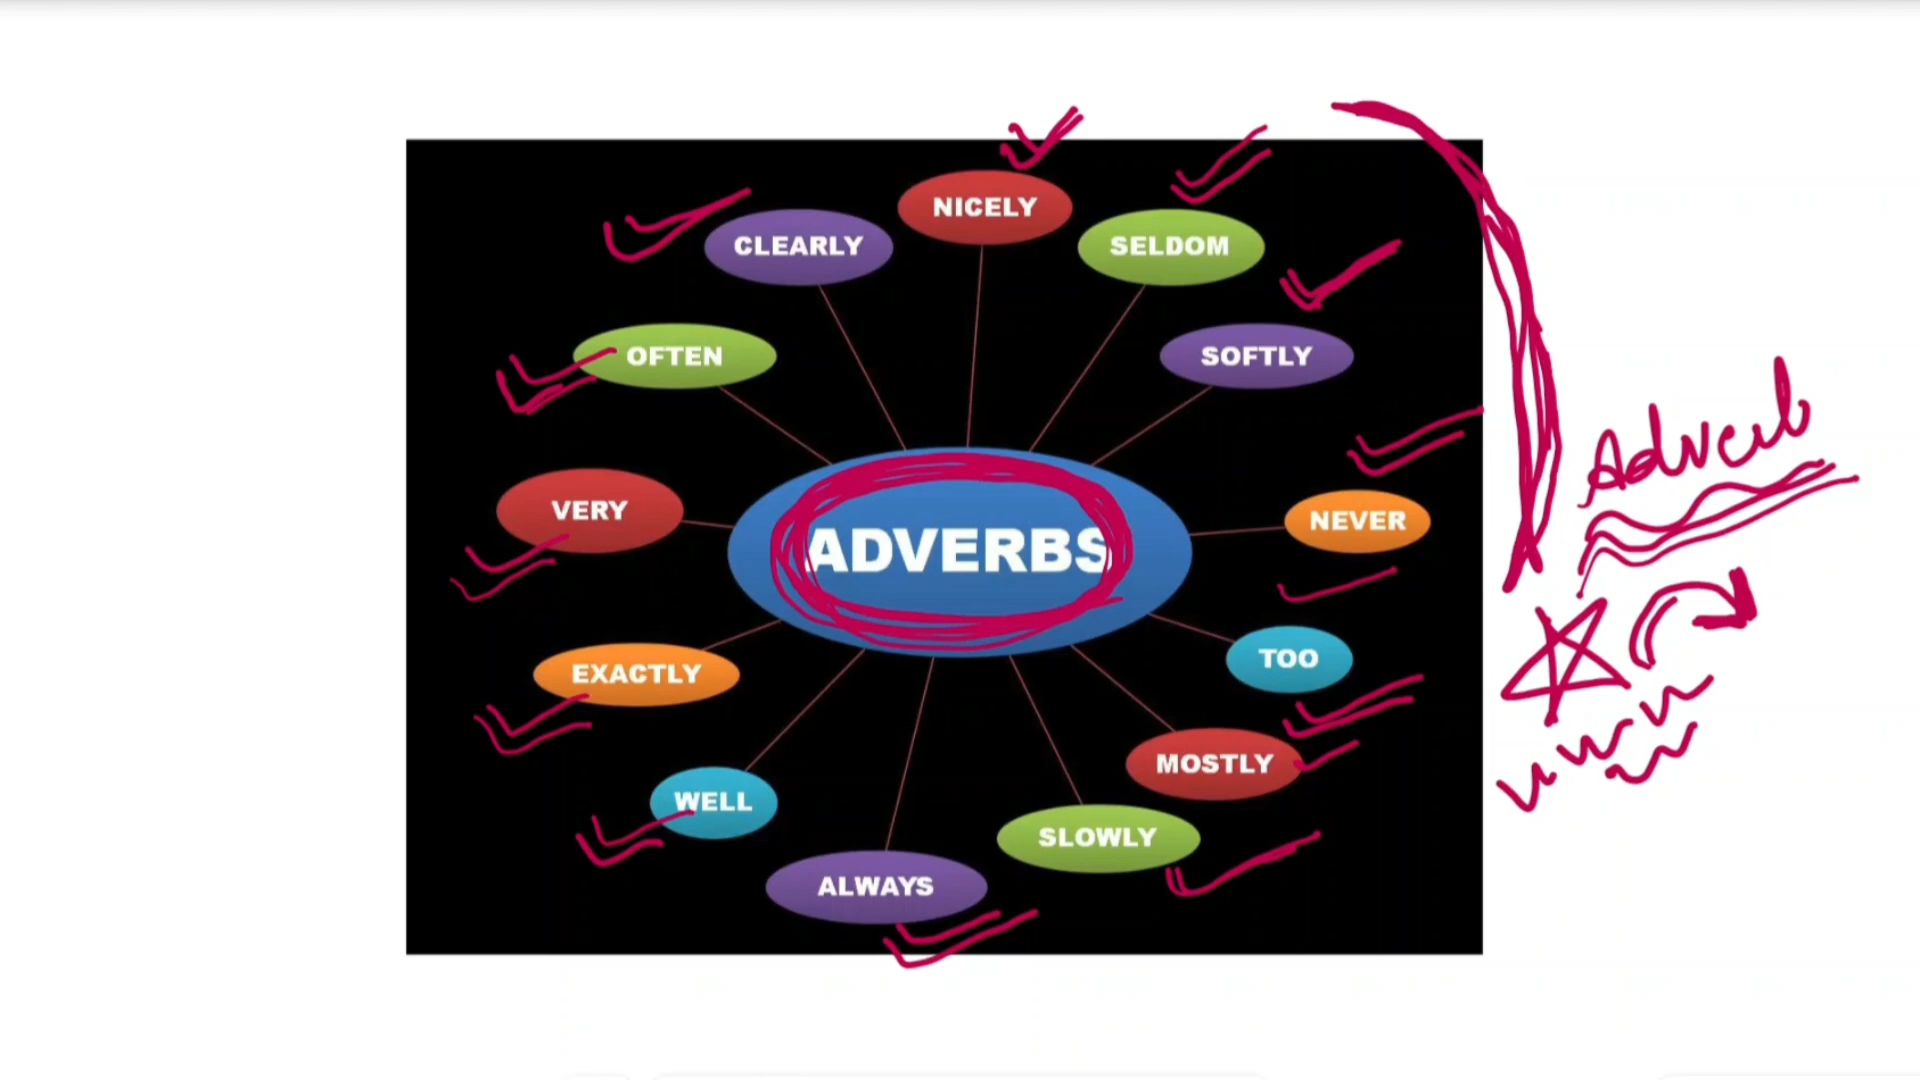 NICELY
CLEARLY
SELDOM
OFTEN
SOFTLY
VERY
NEVER
ADVERBS
Adverb
EXACTLY
TOO
MOSTLY
WELL
SLOWLY
ALWAYS